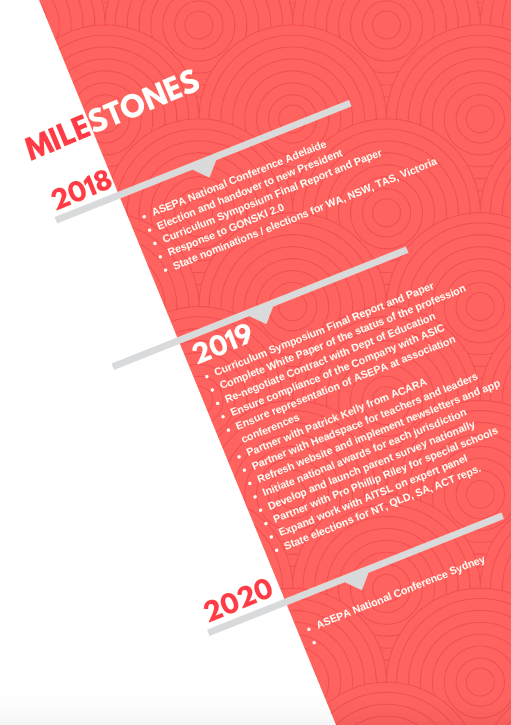 MILESTONES
2018
• ASEPA National Conference Adelaide
• Election and handover to new President
• Curriculum Symposium Final Report and Paper
• Response to GONSKI 2.0
• State nominations / elections for WA, NSW, TAS, Victoria
2019
• Curriculum Symposium Final Report and Paper
• Complete White Paper of the status of the profession
• Re-negotiate Contract with Dept of Education
• Ensure compliance of the Company with ASIC
• Ensure representation of ASEPA at association
conferences
• Partner with Patrick Kelly from ACARA
• Partner with Headspace for teachers and leaders
• Refresh website and implement newsletters and app
• Initiate national awards for each jurisdiction
• Develop and launch parent survey nationally
• Partner with Pro Phillip Riley for special schools
• Expand work with AITSL on expert panel
• State elections for NT, QLD, SA, ACT reps.
2020
• ASEPA National Conference Sydney
•